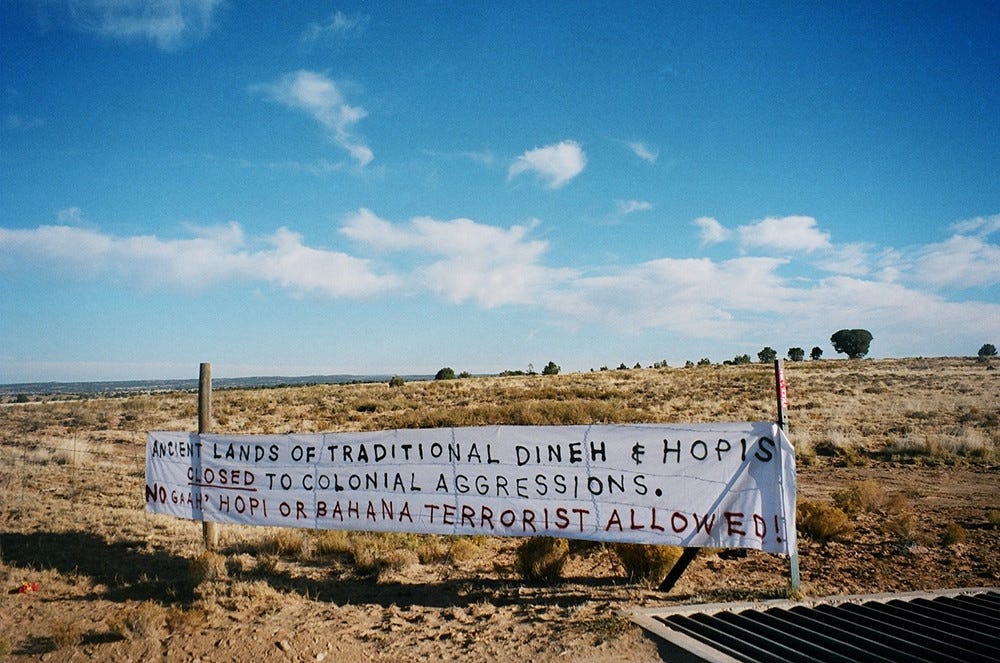 ANCIENT LANDS OF TRADITIONAL DINEH & HOPIS
CLOSED TO COLONIAL AGGRESSIONS.
NO GAAH' HOPI OR BAHANA TERRORIST ALLOWED!